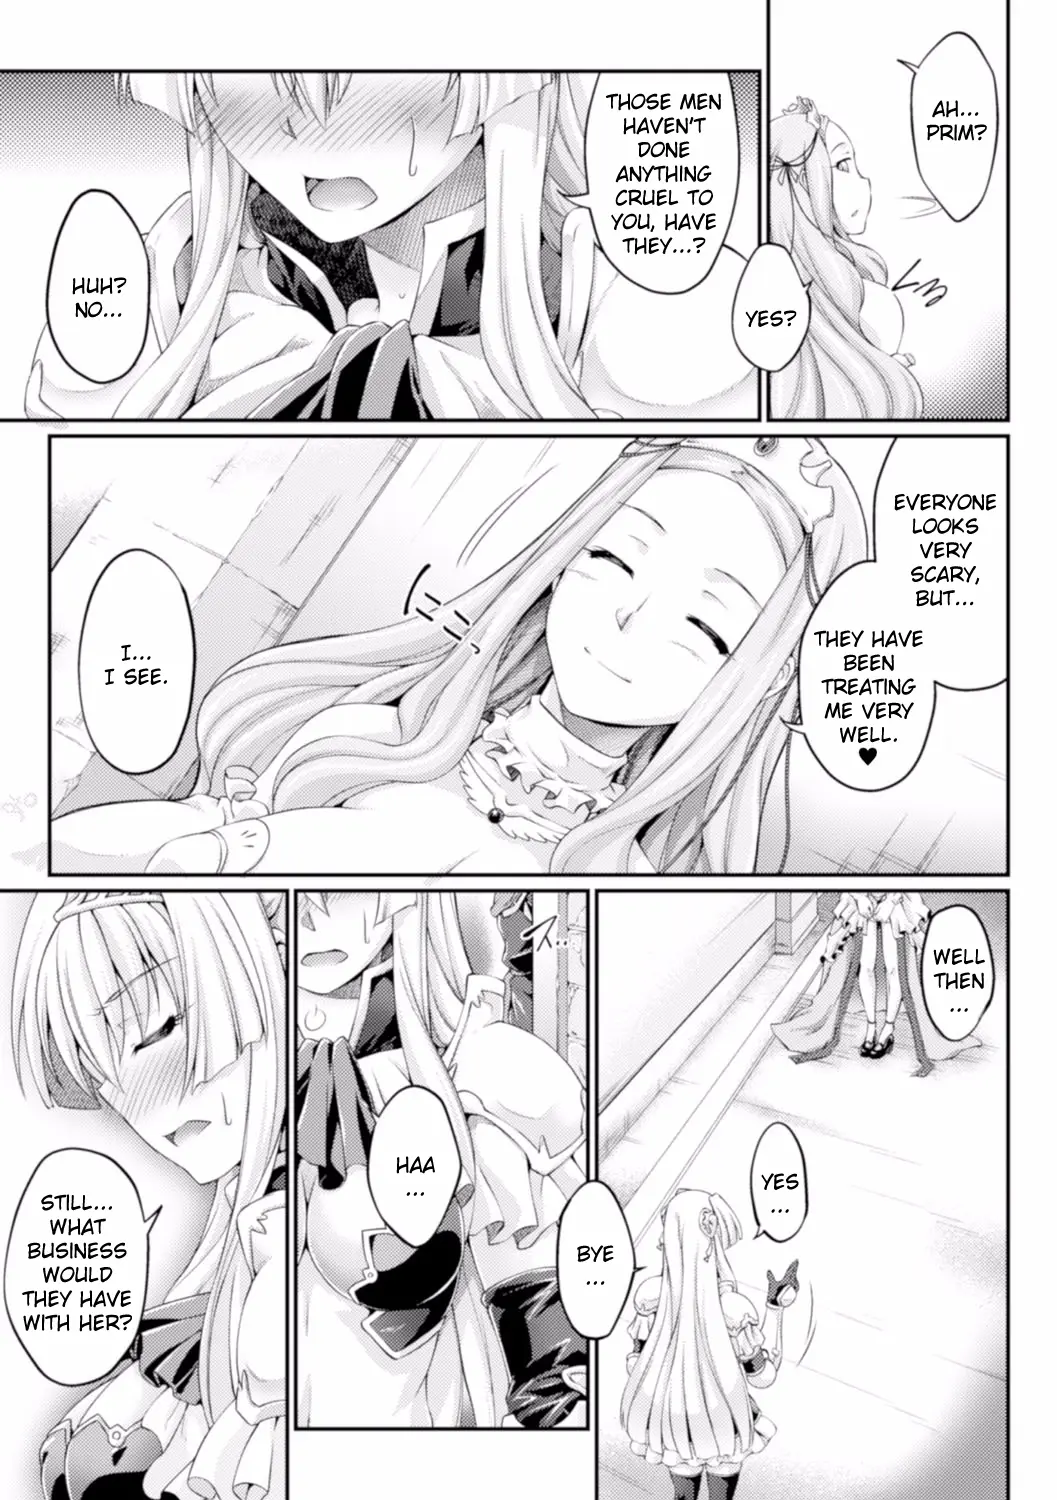 AH...
PRIM?
YES?
THOSE MEN
HAVEN'T
DONE
ANYTHING
CRUEL TO
YOU, HAVE
THEY...?
HUH?
NO...
EVERYONE
LOOKS
VERY
SCARY,
BUT...
THEY HAVE
BEEN
TREATING
ME VERY
WELL.
♥
I...
I SEE.
WELL
THEN
...
YES
...
BYE
...
ス...
HAA
...
STILL...
WHAT
BUSINESS
WOULD
THEY HAVE
WITH HER?